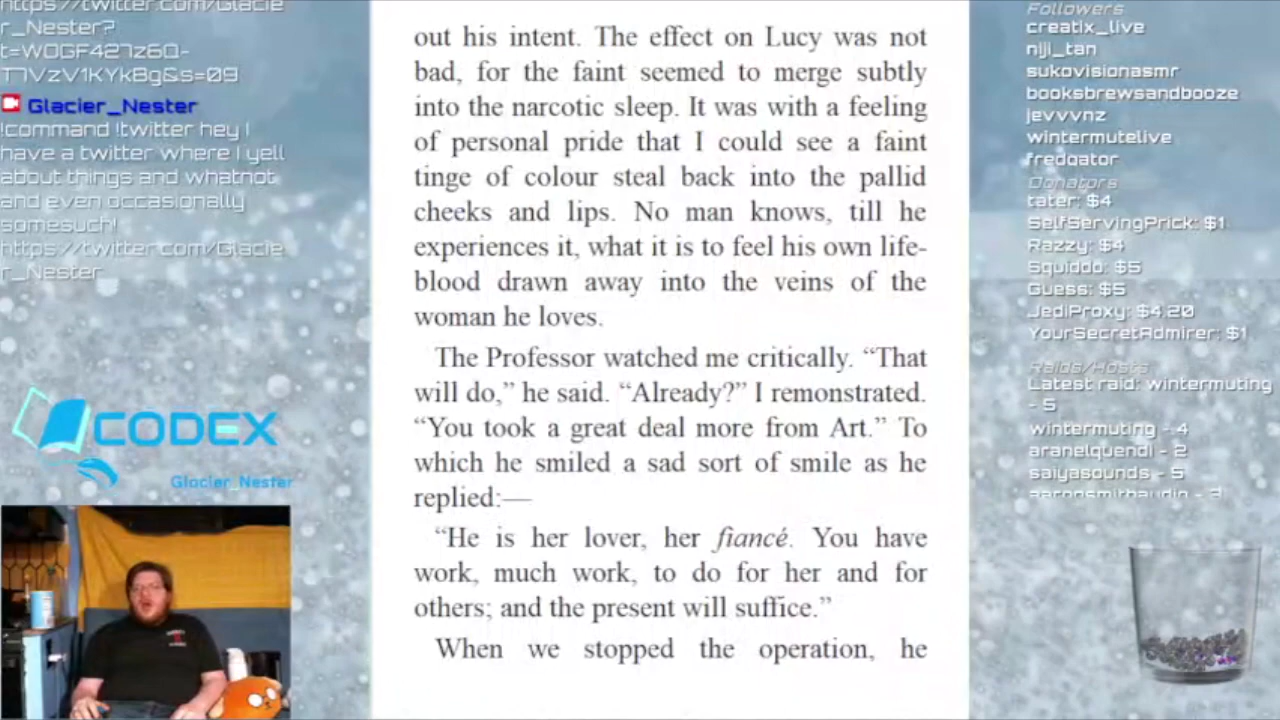 https://twitter.com/Glacie
r_Nester?
t=W0GF427z6Q-
T7VzV1KYkBg&s=09
Glacier_Nester
!command !twitter hey I
have a twitter where I yell
about things and whatnot
and even occasionally
somesuch!
https://twitter.com/Glacie
r_Nester
CODEX
Glacier_Nester
out his intent. The effect on Lucy was not
bad, for the faint seemed to merge subtly
into the narcotic sleep. It was with a feeling
of personal pride that I could see a faint
tinge of colour steal back into the pallid
cheeks and lips. No man knows, till he
experiences it, what it is to feel his own life-
blood drawn away into the veins of the
woman he loves.
The Professor watched me critically. “That
will do,” he said. “Already?” I remonstrated.
“You took a great deal more from Art.” To
which he smiled a sad sort of smile as he
replied:—
“He is her lover, her fiancé. You have
work, much work, to do for her and for
others; and the present will suffice.”
When we stopped the operation, he
Followers
creatix_live
niji_tan
sukovisionasmr
booksbrewsandbooze
jevvvnz
wintermutelive
fredgator
Donators
tater: $4
SelfServingPrick: $1
Razzy: $4
Squiddo: $5
Guess: $5
JediProxy: $4.20
YourSecretAdmirer: $1
Raids/Hosts
Latest raid: wintermuting
- 5
wintermuting - 4
aranelquendi - 2
saiyasounds - 5